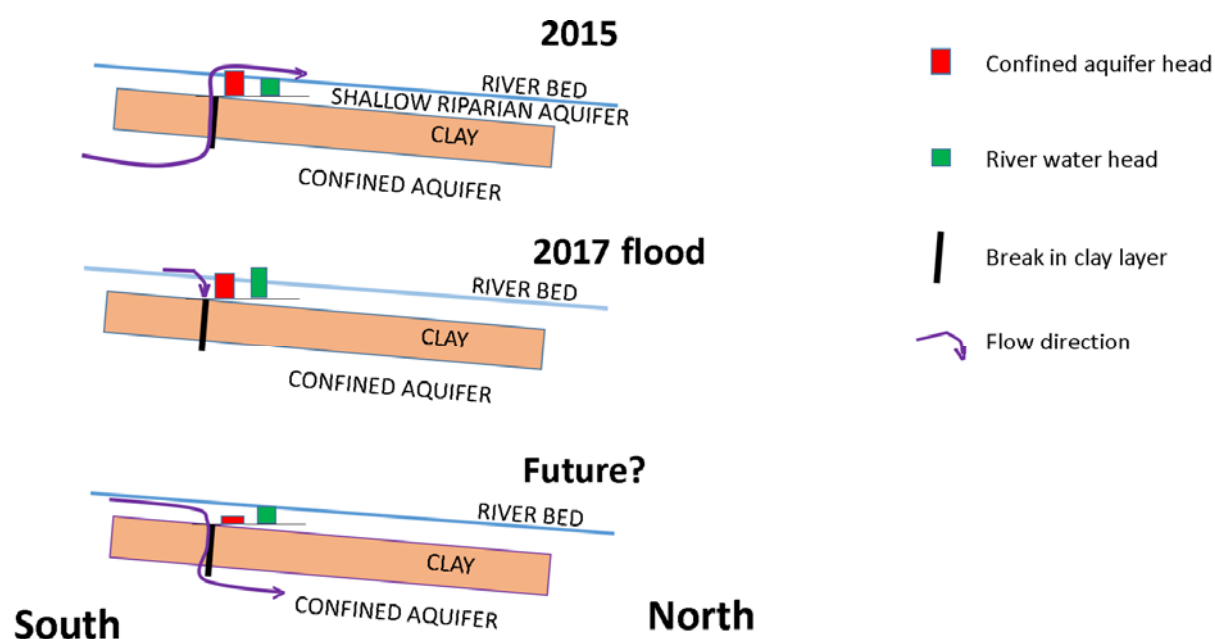 2015
RIVER BED
SHALLOW RIPARIAN AQUIFER
CLAY
CONFINED AQUIFER
2017 flood
RIVER BED
CLAY
CONFINED AQUIFER
Future?
RIVER BED
CLAY
CONFINED AQUIFER
South
North
Confined aquifer head
River water head
Break in clay layer
Flow direction